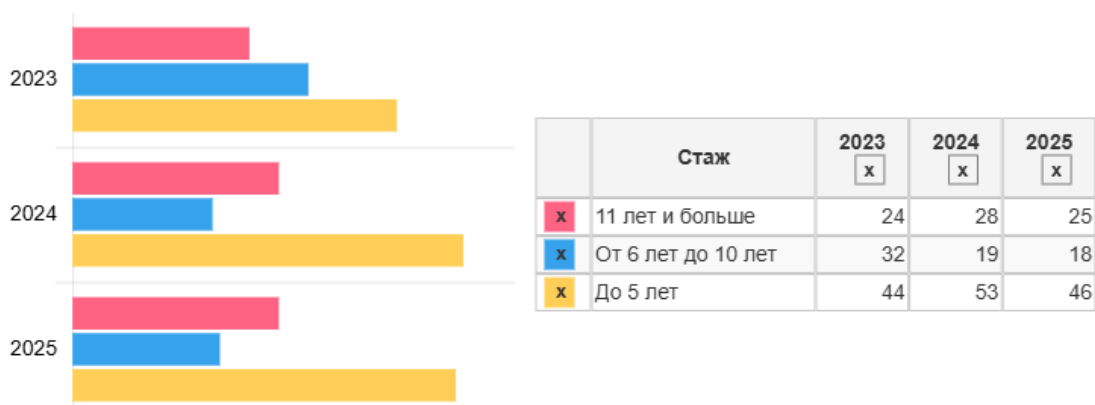 2023
2024
2025
Стаж 2023 2024 2025
x x x
x 11 лет и больше 24 28 25
x От 6 лет до 10 лет 32 19 18
x До 5 лет 44 53 46